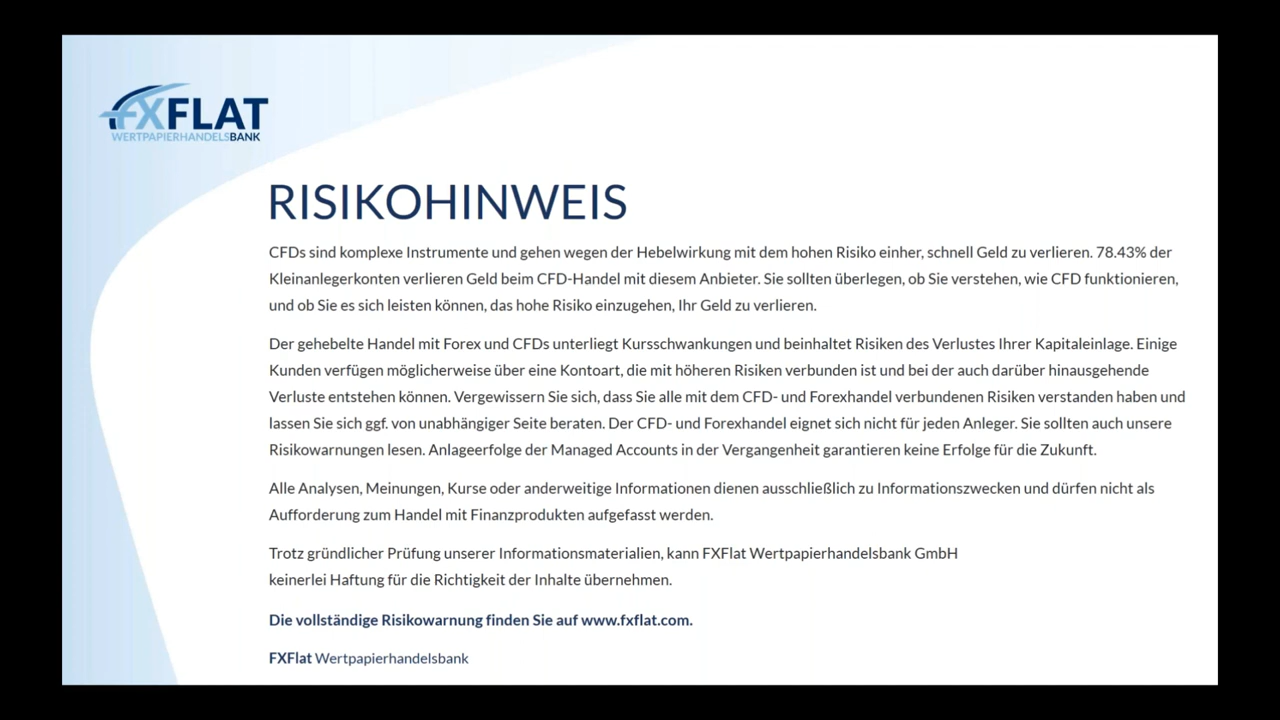 FXFLAT
WERTPAPIERHANDELSBANK
RISIKOHINWEIS
CFDs sind komplexe Instrumente und gehen wegen der Hebelwirkung mit dem hohen Risiko einher, schnell Geld zu verlieren. 78.43% der
Kleinanlegerkonten verlieren Geld beim CFD-Handel mit diesem Anbieter. Sie sollten überlegen, ob Sie verstehen, wie CFD funktionieren,
und ob Sie es sich leisten können, das hohe Risiko einzugehen, Ihr Geld zu verlieren.
Der gehebelte Handel mit Forex und CFDs unterliegt Kursschwankungen und beinhaltet Risiken des Verlustes Ihrer Kapitaleinlage. Einige
Kunden verfügen möglicherweise über eine Kontoart, die mit höheren Risiken verbunden ist und bei der auch darüber hinausgehende
Verluste entstehen können. Vergewissern Sie sich, dass Sie alle mit dem CFD- und Forexhandel verbundenen Risiken verstanden haben und
lassen Sie sich ggf. von unabhängiger Seite beraten. Der CFD- und Forexhandel eignet sich nicht für jeden Anleger. Sie sollten auch unsere
Risikowarnungen lesen. Anlageerfolge der Managed Accounts in der Vergangenheit garantieren keine Erfolge für die Zukunft.
Alle Analysen, Meinungen, Kurse oder anderweitige Informationen dienen ausschließlich zu Informationszwecken und dürfen nicht als
Aufforderung zum Handel mit Finanzprodukten aufgefasst werden.
Trotz gründlicher Prüfung unserer Informationsmaterialien, kann FXFlat Wertpapierhandelsbank GmbH
keinerlei Haftung für die Richtigkeit der Inhalte übernehmen.
Die vollständige Risikowarnung finden Sie auf www.fxflat.com.
FXFlat Wertpapierhandelsbank